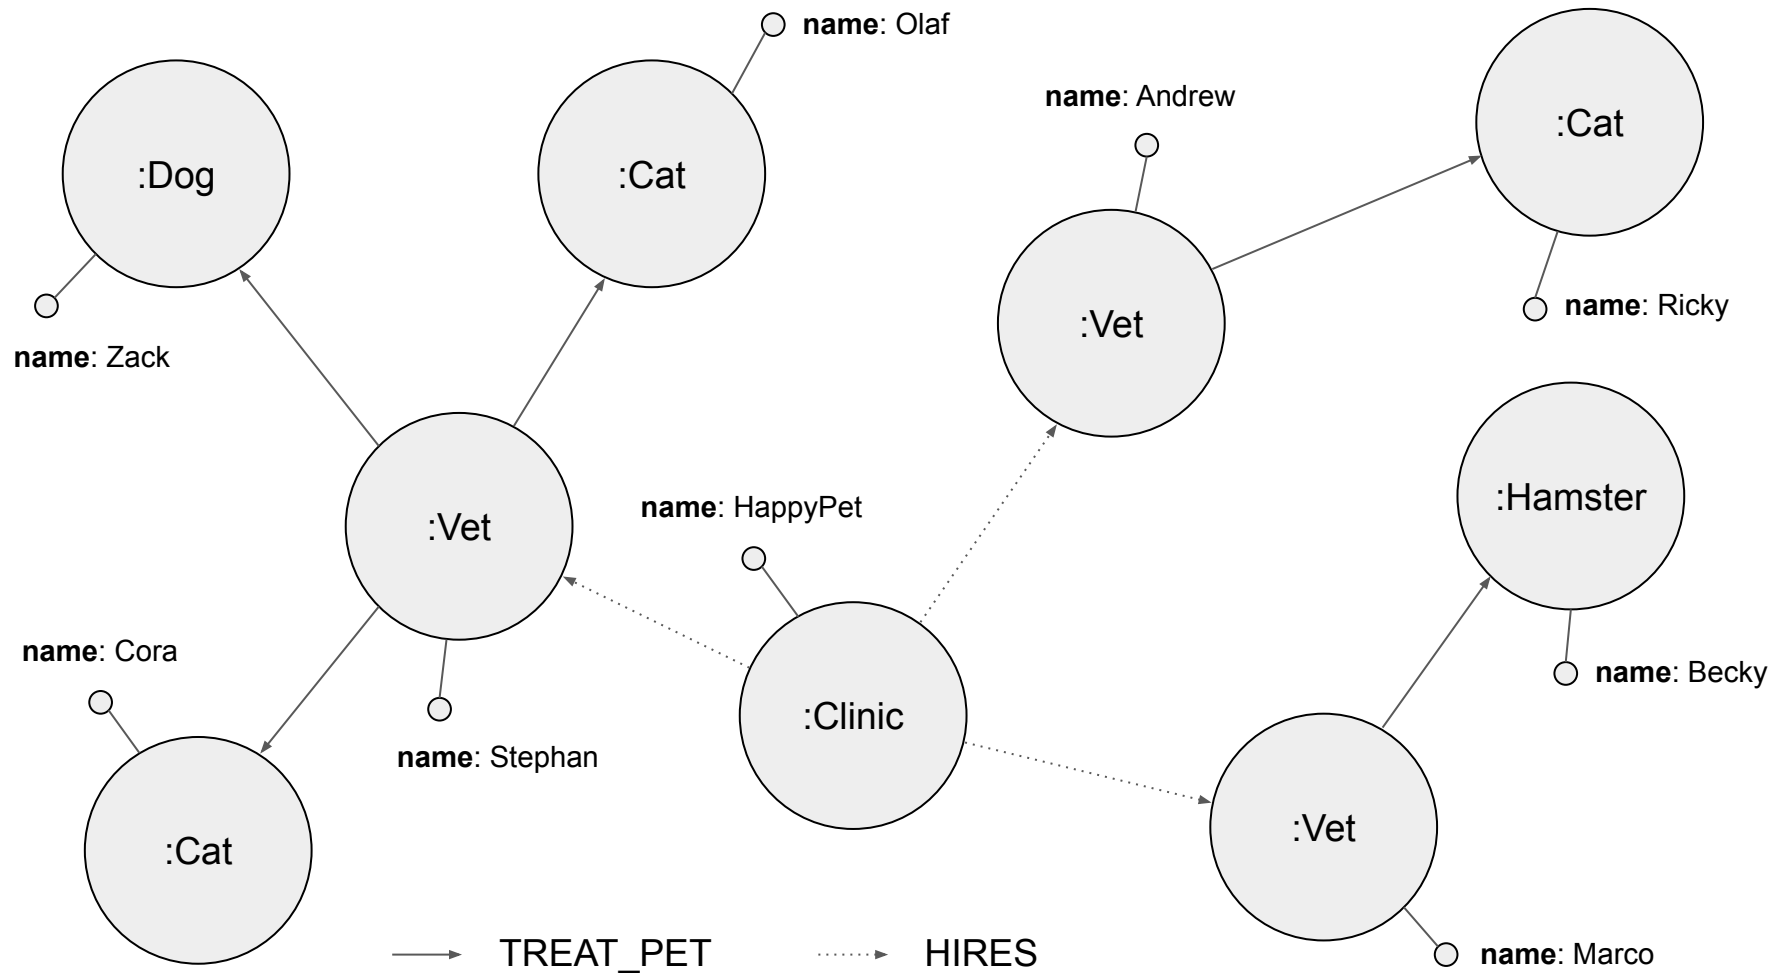 name: Olaf
name: Andrew
:Cat
:Dog
:Cat
name: Ricky
:Vet
name: Zack
:Hamster
name: HappyPet
:Vet
name: Cora
name: Becky
:Clinic
name: Stephan
:Vet
:Cat
TREAT_PET
HIRES
name: Marco